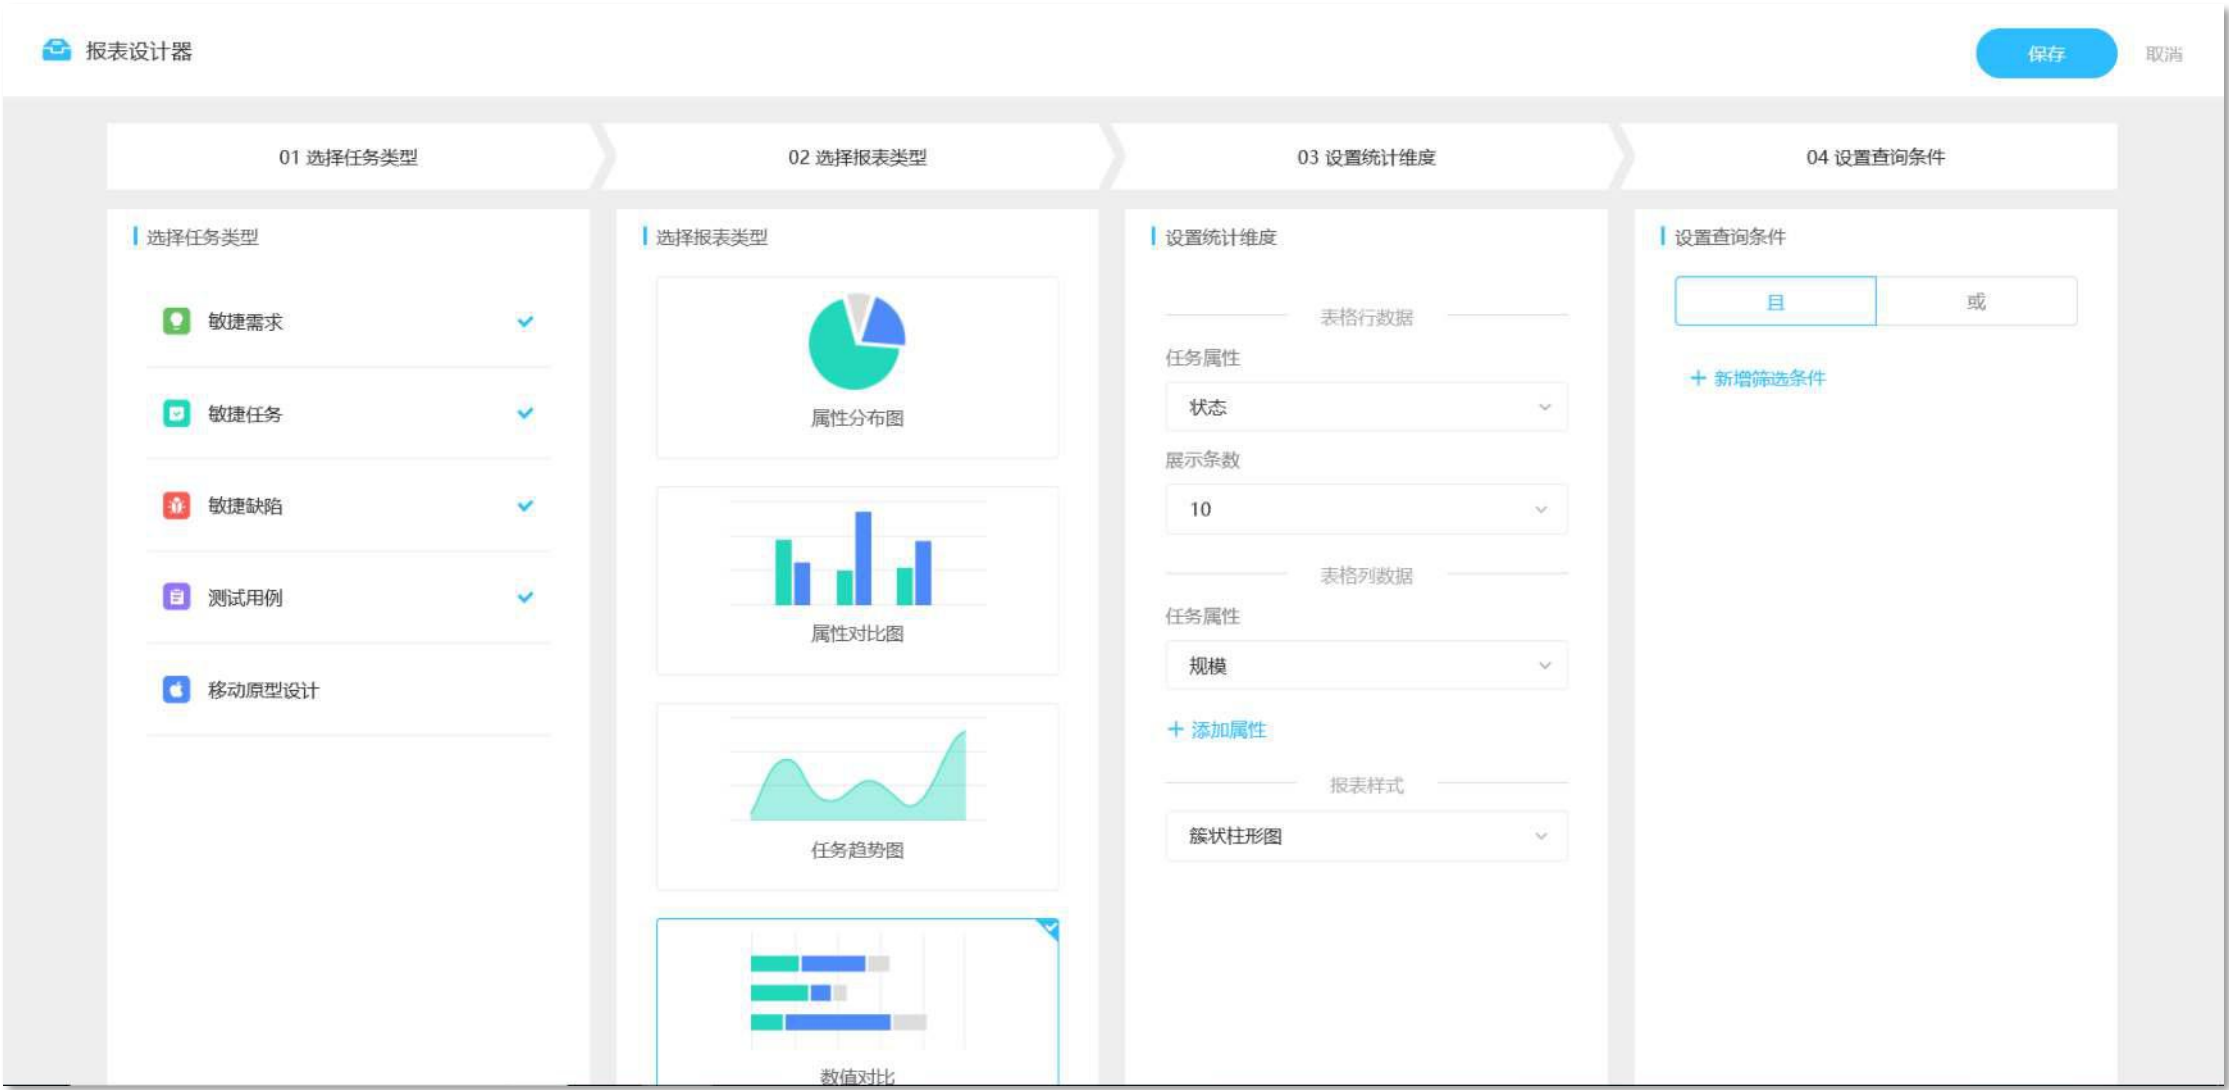 报表设计器
保存
取消
01 选择任务类型
02 选择报表类型
03 设置统计维度
04 设置查询条件
选择任务类型
敏捷需求
敏捷任务
敏捷缺陷
测试用例
移动原型设计
选择报表类型
属性分布图
属性对比图
任务趋势图
数值对比
设置统计维度
表格行数据
任务属性
状态
展示条数
10
表格列数据
任务属性
规模
+ 添加属性
报表样式
簇状柱形图
设置查询条件
且
或
+ 新增筛选条件